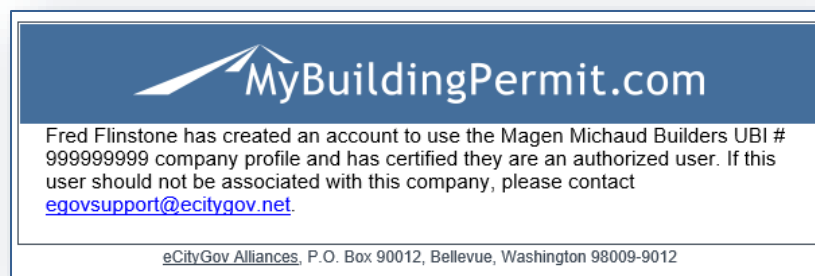 MyBuildingPermit.com
Fred Flinstone has created an account to use the Magen Michaud Builders UBI #
999999999 company profile and has certified they are an authorized user. If this
user should not be associated with this company, please contact
egovsupport@ecitygov.net.
eCityGov Alliances, P.O. Box 90012, Bellevue, Washington 98009-9012